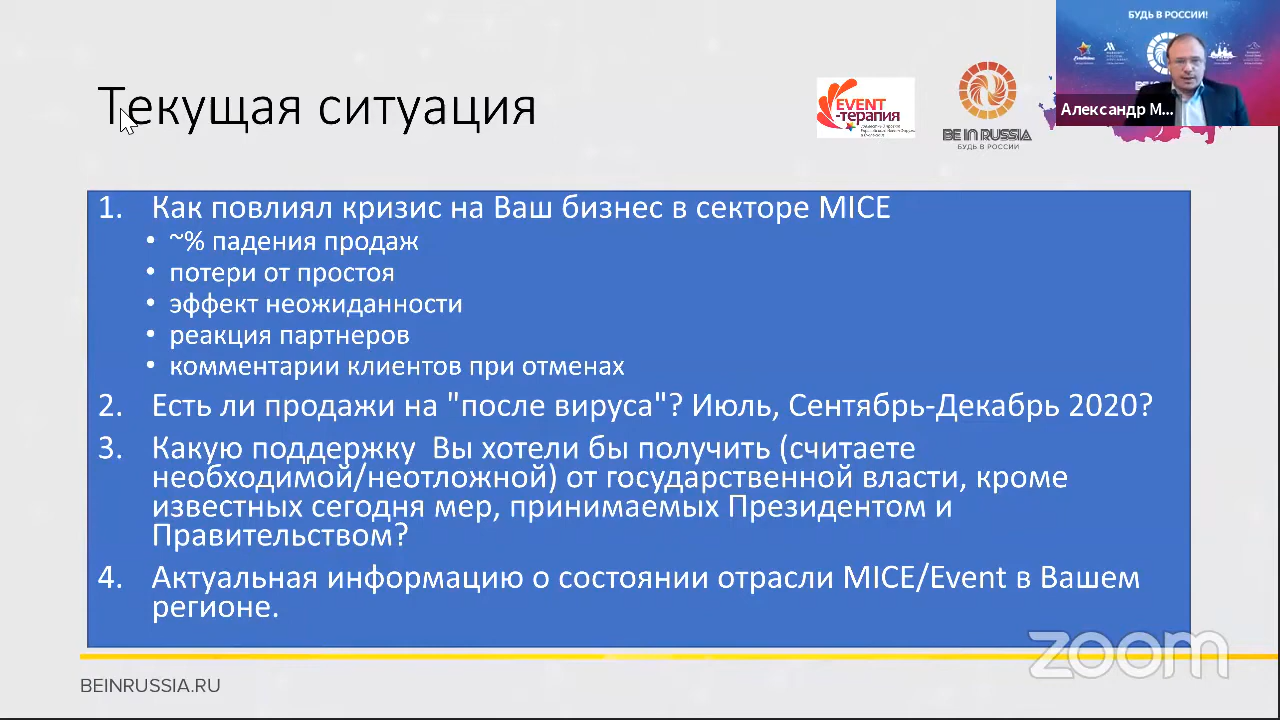 БУДЬ В РОССИИ!
Александр М...
Текущая ситуация
EVENT
-терапия
BE IN RUSSIA
БУДЬ В РОССИИ
1. Как повлиял кризис на Ваш бизнес в секторе MICE
• ~% падения продаж
• потери от простоя
• эффект неожиданности
• реакция партнеров
• комментарии клиентов при отменах
2. Есть ли продажи на "после вируса"? Июль, Сентябрь-Декабрь 2020?
3. Какую поддержку Вы хотели бы получить (считаете
необходимой/неотложной) от государственной власти, кроме
известных сегодня мер, принимаемых Президентом и
Правительством?
4. Актуальная информацию о состоянии отрасли MICE/Event в Вашем
регионе.
zoom
BEINRUSSIA.RU